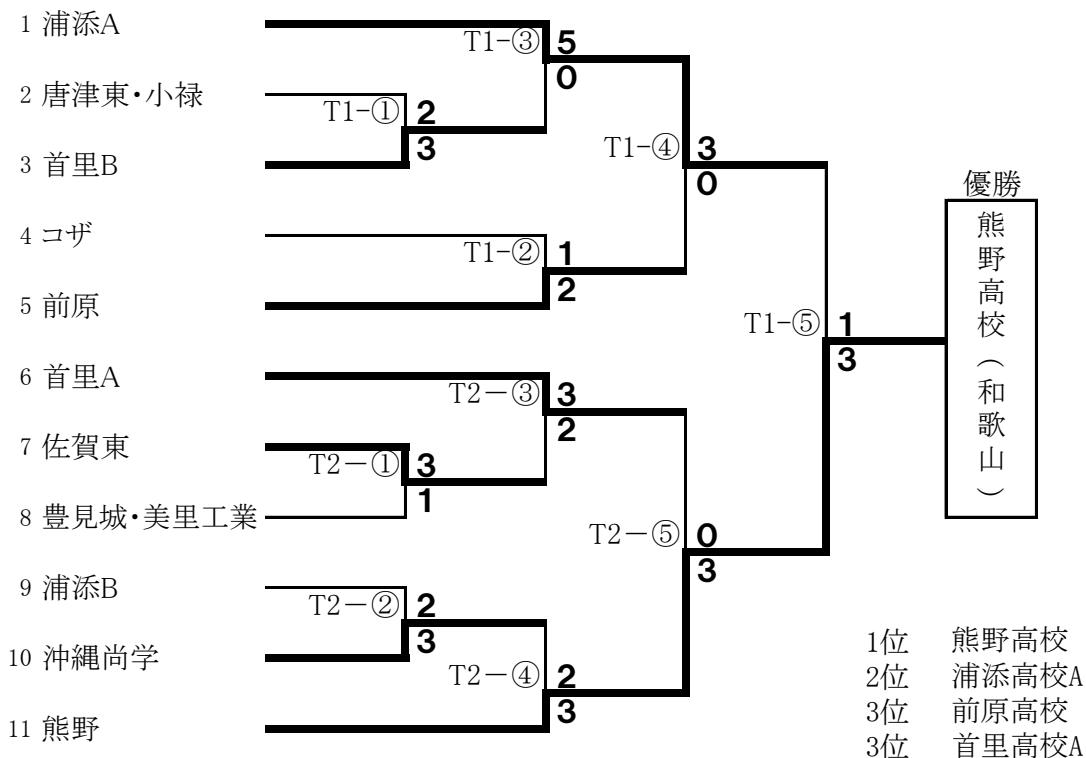 1 浦添A
T1-③
5
0
2 唐津東・小禄
T1-①
2
3
3 首里B
T1-④
3
0
4 コザ
T1-②
1
2
5 前原
T1-⑤
1
3
6 首里A
T2－③
3
2
7 佐賀東
T2－①
3
1
8 豊見城・美里工業
T2－⑤
0
3
9 浦添B
T2－②
2
3
10 沖縄尚学
T2－④
2
3
11 熊野
優勝
熊野高校（和歌山）
1位 熊野高校
2位 浦添高校A
3位 前原高校
3位 首里高校A